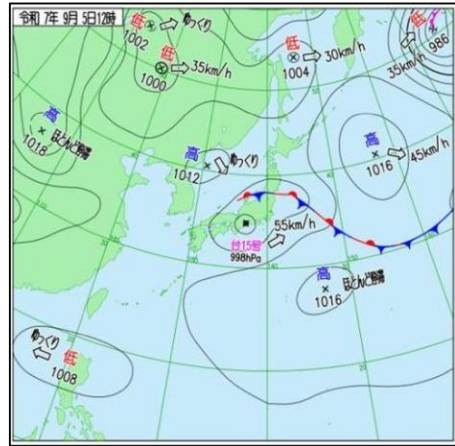 令和 7年 9月 5日12時
低
1002
ゆっくり
低
1000
35km/h
低
1004
30km/h
低
986
35km/h
高
1018
ほとんど停滞
高
1012
ゆっくり
高
1016
45km/h
台15号
998hPa
55km/h
高
1016
ほとんど停滞
ゆっくり
低
1008